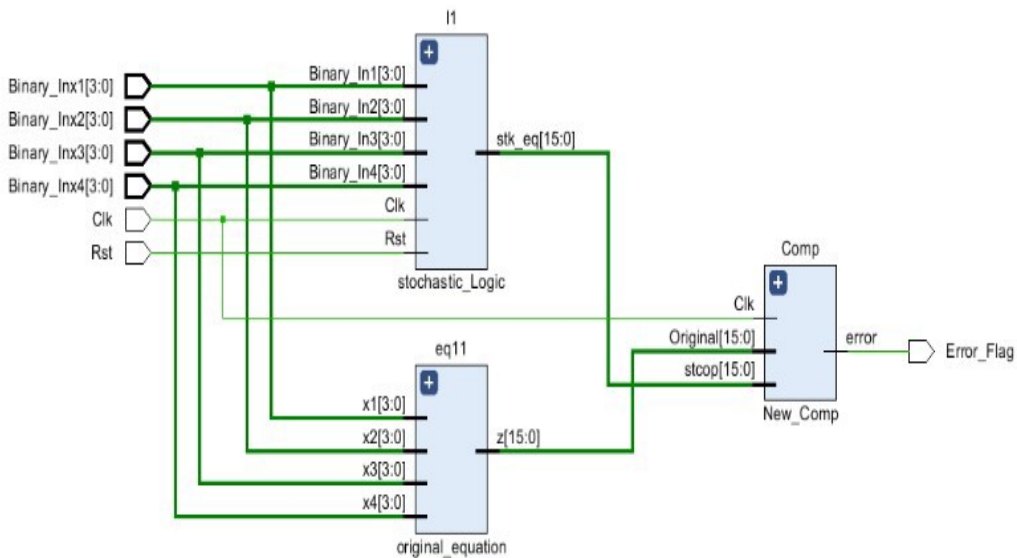 I1
Binary_Inx1[3:0]
Binary_Inx2[3:0]
Binary_Inx3[3:0]
Binary_Inx4[3:0]
Clk
Rst
Binary_In1[3:0]
Binary_In2[3:0]
Binary_In3[3:0]
Binary_In4[3:0]
Clk
Rst
stk_eq[15:0]
stochastic_Logic
eq11
x1[3:0]
x2[3:0]
x3[3:0]
x4[3:0]
z[15:0]
original_equation
Comp
Clk
Original[15:0]
stcop[15:0]
error
New_Comp
Error_Flag